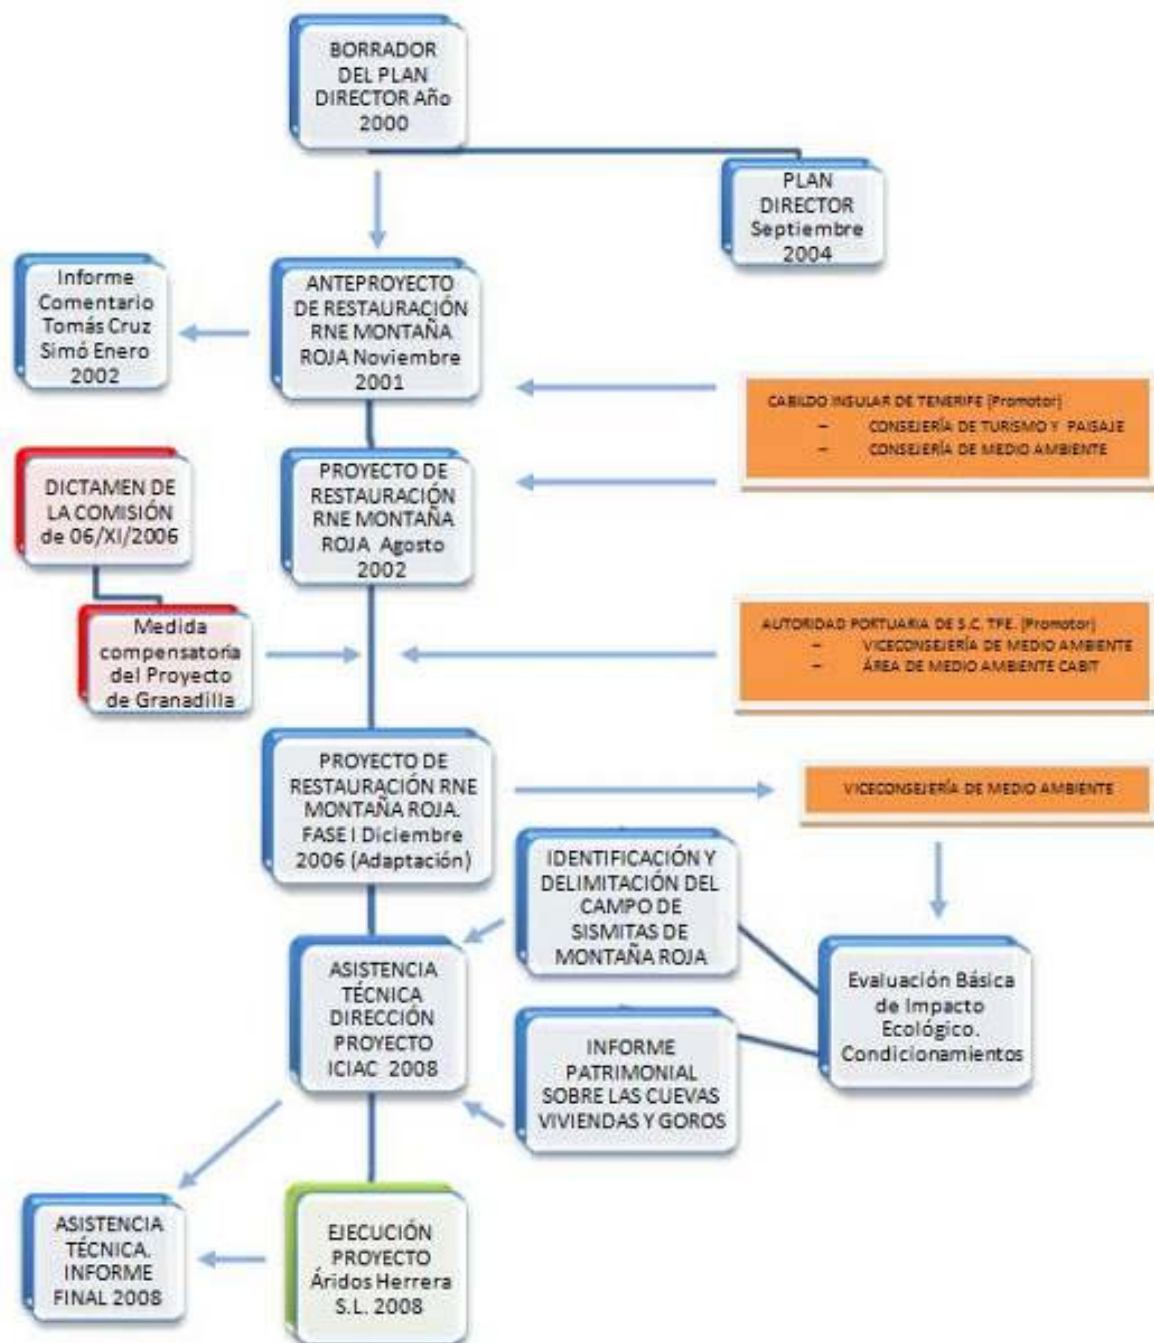 BORRADOR
DEL PLAN
DIRECTOR Año
2000
PLAN
DIRECTOR
Septiembre
2004
Informe
Comentario
Tomás Cruz
Simó Enero
2002
ANTEPROYECTO
DE RESTAURACIÓN
RNE MONTAÑA
ROJA Noviembre
2001
CABILDO INSULAR DE TENERIFE (Promotor)
– CONSEJERÍA DE TURISMO Y PAISAJE
– CONSEJERÍA DE MEDIO AMBIENTE
DICTAMEN DE
LA COMISIÓN
de 06/XI/2006
PROYECTO DE
RESTAURACIÓN
RNE MONTAÑA
ROJA Agosto
2002
Medida
compensatoria
del Proyecto
de Granadilla
AUTORIDAD PORTUARIA DE S.C. TFE. (Promotor)
– VICECONSEJERÍA DE MEDIO AMBIENTE
– ÁREA DE MEDIO AMBIENTE CABIT
PROYECTO DE
RESTAURACIÓN RNE
MONTAÑA ROJA.
FASE I Diciembre
2006 (Adaptación)
VICECONSEJERÍA DE MEDIO AMBIENTE
IDENTIFICACIÓN Y
DELIMITACIÓN DEL
CAMPO DE
SISMITAS DE
MONTAÑA ROJA
ASISTENCIA
TÉCNICA
DIRECCIÓN
PROYECTO
ICIAC 2008
Evaluación Básica
de Impacto
Ecológico.
Condicionamientos
INFORME
PATRIMONIAL
SOBRE LAS CUEVAS
VIVIENDAS Y GOROS
ASISTENCIA
TÉCNICA.
INFORME
FINAL 2008
EJECUCIÓN
PROYECTO
Áridos Herrera
S.L. 2008